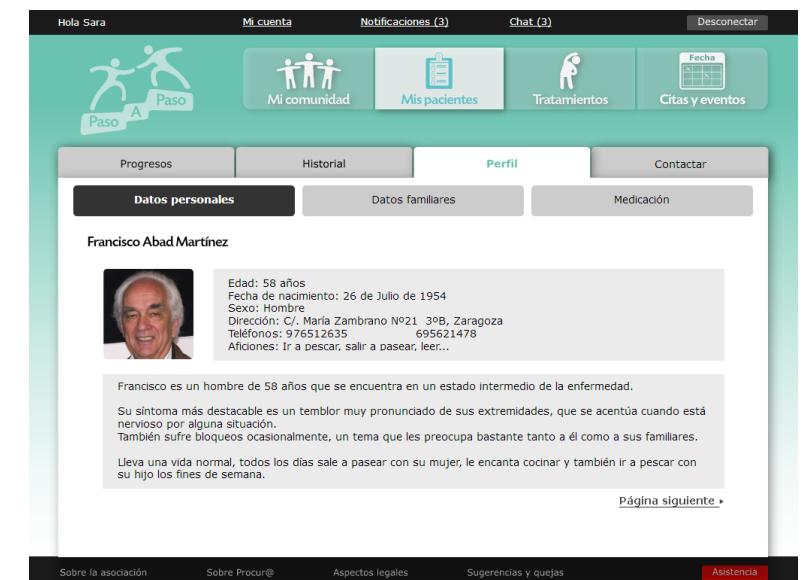 Hola Sara
Mi cuenta
Notificaciones (3)
Chat (3)
Desconectar
Paso A Paso
Mi comunidad
Mis pacientes
Tratamientos
Fecha
Citas y eventos
Progresos
Historial
Perfil
Contactar
Datos personales
Datos familiares
Medicación
Francisco Abad Martínez
Edad: 58 años
Fecha de nacimiento: 26 de Julio de 1954
Sexo: Hombre
Dirección: C/. María Zambrano Nº21 3ºB, Zaragoza
Teléfonos: 976512635 695621478
Aficiones: Ir a pescar, salir a pasear, leer...
Francisco es un hombre de 58 años que se encuentra en un estado intermedio de la enfermedad.
Su síntoma más destacable es un temblor muy pronunciado de sus extremidades, que se acentúa cuando está
nervioso por alguna situación.
También sufre bloqueos ocasionalmente, un tema que les preocupa bastante tanto a él como a sus familiares.
Lleva una vida normal, todos los días sale a pasear con su mujer, le encanta cocinar y también ir a pescar con
su hijo los fines de semana.
Página siguiente
Sobre la asociación
Sobre Procur@
Aspectos legales
Sugerencias y quejas
Asistencia